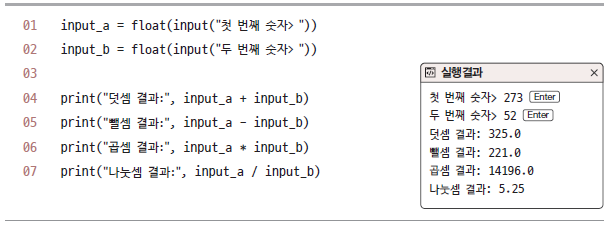 01 input_a = float(input("첫 번째 숫자> "))
02 input_b = float(input("두 번째 숫자> "))
03
04 print("덧셈 결과:", input_a + input_b)
05 print("뺄셈 결과:", input_a - input_b)
06 print("곱셈 결과:", input_a * input_b)
07 print("나눗셈 결과:", input_a / input_b)
실행결과 ×
첫 번째 숫자> 273 Enter
두 번째 숫자> 52 Enter
덧셈 결과: 325.0
뺄셈 결과: 221.0
곱셈 결과: 14196.0
나눗셈 결과: 5.25